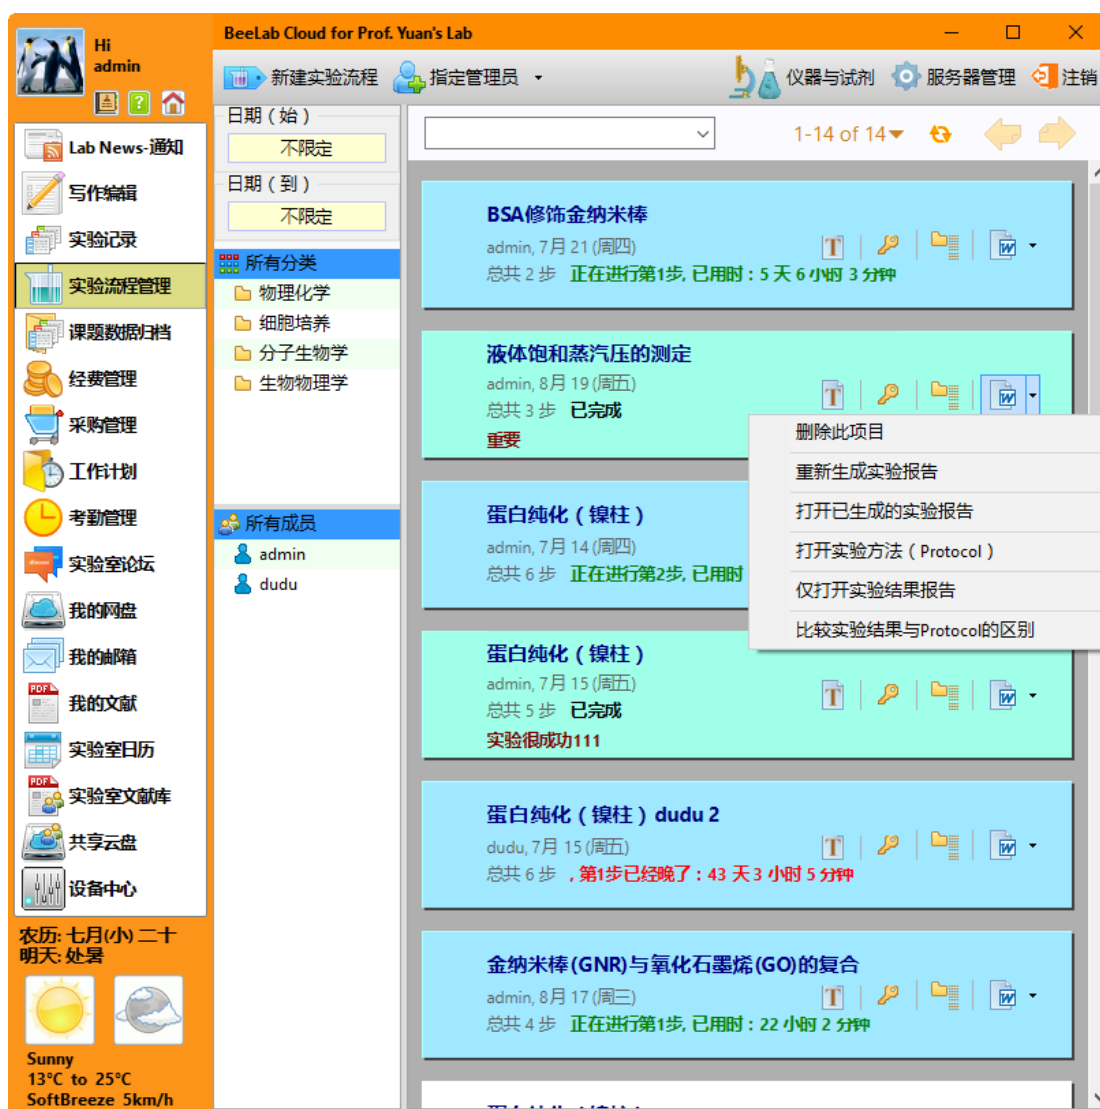 BeeLab Cloud for Prof. Yuan's Lab
Hi
admin
新建实验流程
指定管理员
仪器与试剂
服务器管理
注销
Lab News-通知
写作编辑
实验记录
实验流程管理
课题数据归档
经费管理
采购管理
工作计划
考勤管理
实验室论坛
我的网盘
我的邮箱
我的文献
实验室日历
实验室文献库
共享云盘
设备中心
农历: 七月(小) 二十
明天: 处暑
Sunny
13°C to 25°C
SoftBreeze 5km/h
日期（始）
不限定
日期（到）
不限定
所有分类
物理化学
细胞培养
分子生物学
生物物理学
所有成员
admin
dudu
1-14 of 14
BSA修饰金纳米棒
admin, 7月 21 (周四)
总共 2 步 正在进行第1步, 已用时：5 天 6 小时 3 分钟
液体饱和蒸汽压的测定
admin, 8月 19 (周五)
总共 3 步 已完成
重要
删除此项目
重新生成实验报告
打开已生成的实验报告
打开实验方法（Protocol）
仅打开实验结果报告
比较实验结果与Protocol的区别
蛋白纯化（镍柱）
admin, 7月 14 (周四)
总共 6 步 正在进行第2步, 已用时
蛋白纯化（镍柱）
admin, 7月 15 (周五)
总共 5 步 已完成
实验很成功111
蛋白纯化（镍柱）dudu 2
dudu, 7月 15 (周五)
总共 6 步 , 第1步已经晚了：43 天 3 小时 5 分钟
金纳米棒(GNR)与氧化石墨烯(GO)的复合
admin, 8月 17 (周三)
总共 4 步 正在进行第1步, 已用时：22 小时 2 分钟